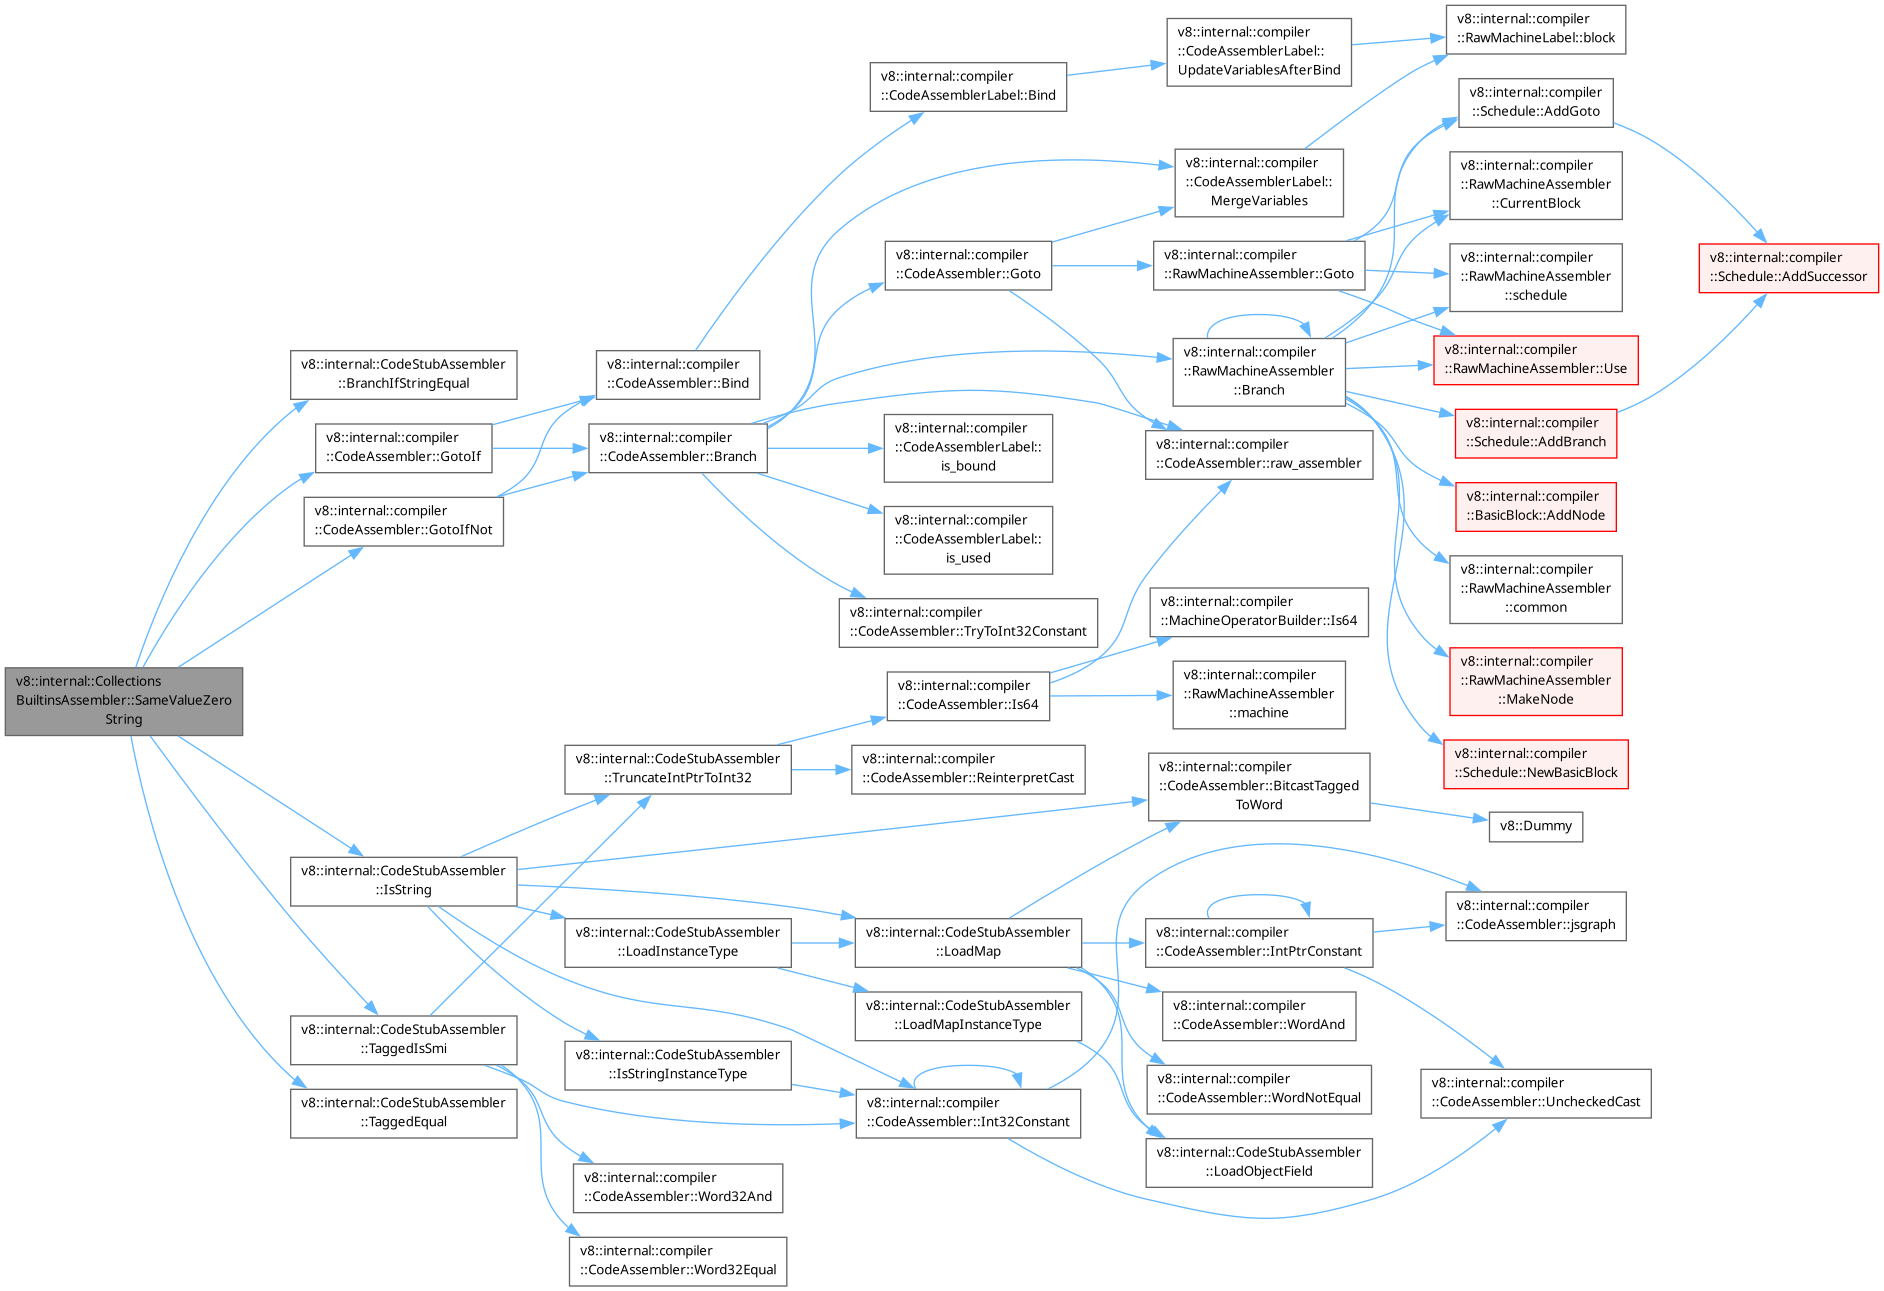 v8::internal::Collections
BuiltinsAssembler::SameValueZero
String
v8::internal::CodeStubAssembler
::BranchIfStringEqual
v8::internal::compiler
::CodeAssembler::GotoIf
v8::internal::compiler
::CodeAssembler::GotoIfNot
v8::internal::CodeStubAssembler
::IsString
v8::internal::CodeStubAssembler
::TaggedIsSmi
v8::internal::CodeStubAssembler
::TaggedEqual
v8::internal::compiler
::CodeAssembler::Bind
v8::internal::compiler
::CodeAssembler::Branch
v8::internal::CodeStubAssembler
::TruncateIntPtrToInt32
v8::internal::CodeStubAssembler
::LoadInstanceType
v8::internal::CodeStubAssembler
::IsStringInstanceType
v8::internal::compiler
::CodeAssembler::Word32And
v8::internal::compiler
::CodeAssembler::Word32Equal
v8::internal::compiler
::CodeAssemblerLabel::Bind
v8::internal::compiler
::CodeAssembler::Goto
v8::internal::compiler
::CodeAssemblerLabel::
is_bound
v8::internal::compiler
::CodeAssemblerLabel::
is_used
v8::internal::compiler
::CodeAssembler::TryToInt32Constant
v8::internal::compiler
::CodeAssembler::Is64
v8::internal::compiler
::CodeAssembler::ReinterpretCast
v8::internal::CodeStubAssembler
::LoadMap
v8::internal::CodeStubAssembler
::LoadMapInstanceType
v8::internal::compiler
::CodeAssembler::Int32Constant
v8::internal::compiler
::CodeAssemblerLabel::
UpdateVariablesAfterBind
v8::internal::compiler
::CodeAssemblerLabel::
MergeVariables
v8::internal::compiler
::RawMachineAssembler::Goto
v8::internal::compiler
::RawMachineAssembler
::Branch
v8::internal::compiler
::CodeAssembler::raw_assembler
v8::internal::compiler
::MachineOperatorBuilder::Is64
v8::internal::compiler
::RawMachineAssembler
::machine
v8::internal::compiler
::CodeAssembler::BitcastTagged
ToWord
v8::internal::compiler
::CodeAssembler::IntPtrConstant
v8::internal::compiler
::CodeAssembler::WordAnd
v8::internal::compiler
::CodeAssembler::WordNotEqual
v8::internal::CodeStubAssembler
::LoadObjectField
v8::internal::compiler
::RawMachineLabel::block
v8::internal::compiler
::Schedule::AddGoto
v8::internal::compiler
::RawMachineAssembler
::CurrentBlock
v8::internal::compiler
::RawMachineAssembler
::schedule
v8::internal::compiler
::RawMachineAssembler::Use
v8::internal::compiler
::Schedule::AddBranch
v8::internal::compiler
::BasicBlock::AddNode
v8::internal::compiler
::RawMachineAssembler
::common
v8::internal::compiler
::RawMachineAssembler
::MakeNode
v8::internal::compiler
::Schedule::NewBasicBlock
v8::Dummy
v8::internal::compiler
::CodeAssembler::jsgraph
v8::internal::compiler
::CodeAssembler::UncheckedCast
v8::internal::compiler
::Schedule::AddSuccessor